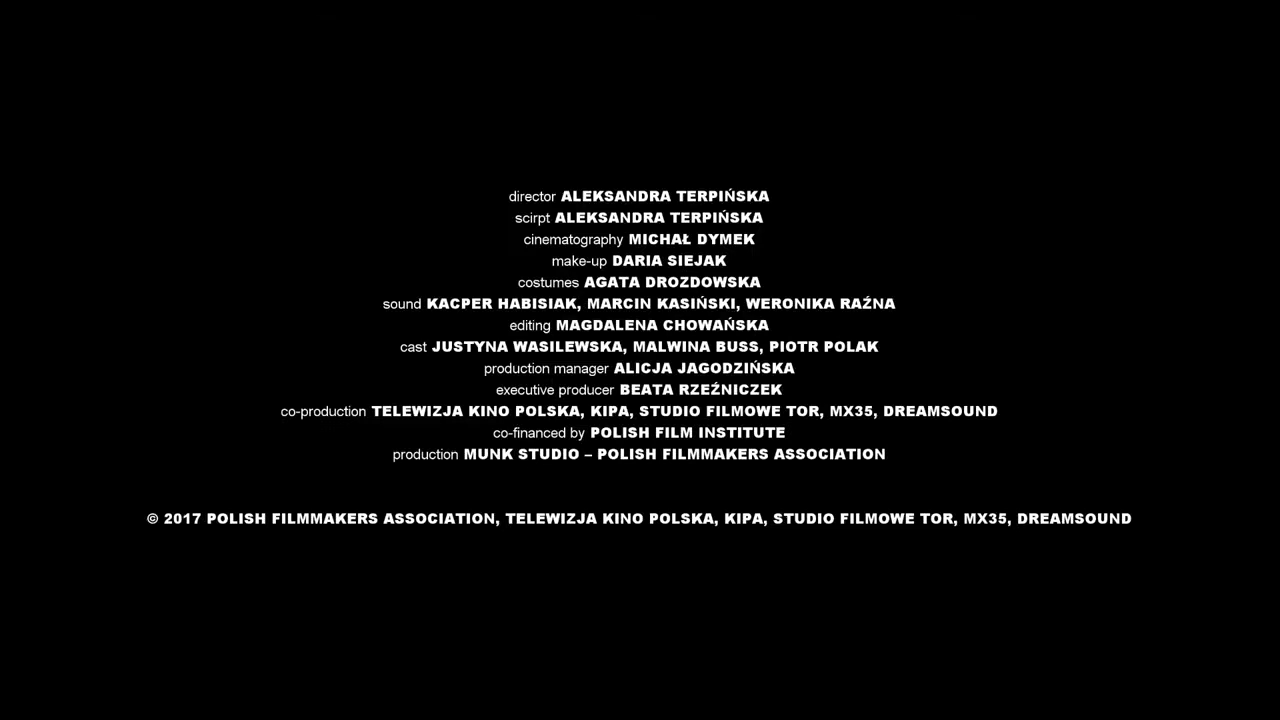 director ALEKSANDRA TERPIŃSKA
scirpt ALEKSANDRA TERPIŃSKA
cinematography MICHAŁ DYMEK
make-up DARIA SIEJAK
costumes AGATA DROZDOWSKA
sound KACPER HABISIAK, MARCIN KASIŃSKI, WERONIKA RAŹNA
editing MAGDALENA CHOWAŃSKA
cast JUSTYNA WASILEWSKA, MALWINA BUSS, PIOTR POLAK
production manager ALICJA JAGODZIŃSKA
executive producer BEATA RZEŹNICZEK
co-production TELEWIZJA KINO POLSKA, KIPA, STUDIO FILMOWE TOR, MX35, DREAMSOUND
co-financed by POLISH FILM INSTITUTE
production MUNK STUDIO – POLISH FILMMAKERS ASSOCIATION
© 2017 POLISH FILMMAKERS ASSOCIATION, TELEWIZJA KINO POLSKA, KIPA, STUDIO FILMOWE TOR, MX35, DREAMSOUND